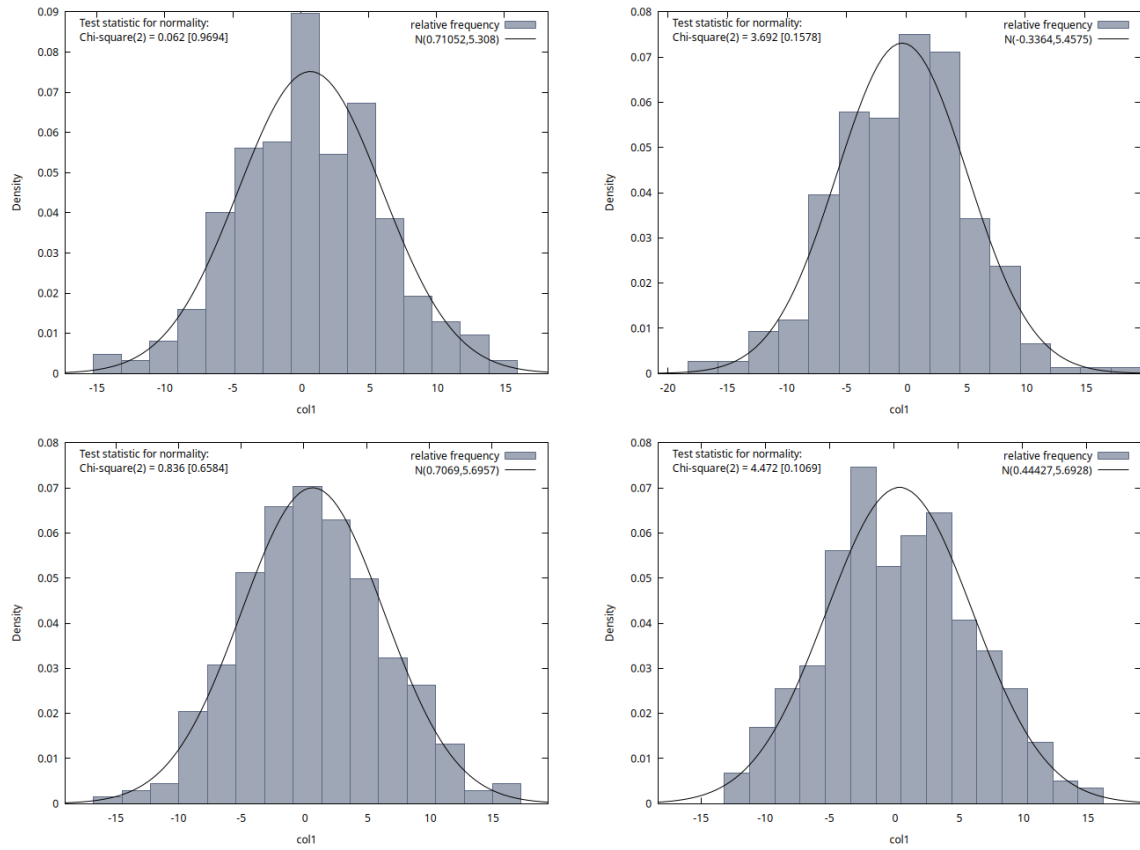 Test statistic for normality:
Chi-square(2) = 0.062 [0.9694]
relative frequency
N(0.71052,5.308)
0.09
0.08
0.07
0.06
0.05
0.04
0.03
0.02
0.01
0
Density
-15 -10 -5 0 5 10 15
col1
Test statistic for normality:
Chi-square(2) = 3.692 [0.1578]
relative frequency
N(-0.3364,5.4575)
0.08
0.07
0.06
0.05
0.04
0.03
0.02
0.01
0
Density
-20 -15 -10 -5 0 5 10 15
col1
Test statistic for normality:
Chi-square(2) = 0.836 [0.6584]
relative frequency
N(0.7069,5.6957)
0.08
0.07
0.06
0.05
0.04
0.03
0.02
0.01
0
Density
-15 -10 -5 0 5 10 15
col1
Test statistic for normality:
Chi-square(2) = 4.472 [0.1069]
relative frequency
N(0.44427,5.6928)
0.08
0.07
0.06
0.05
0.04
0.03
0.02
0.01
0
Density
-15 -10 -5 0 5 10 15
col1